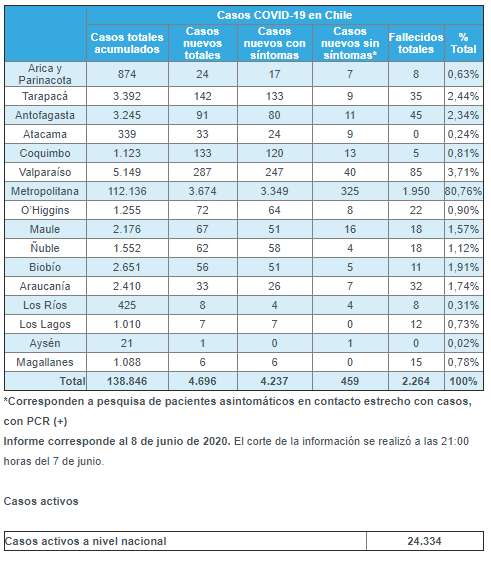 Casos COVID-19 en Chile
Casos totales acumulados Casos nuevos totales Casos nuevos con síntomas Casos nuevos sin síntomas* Fallecidos totales % Total
Arica y Parinacota 874 24 17 7 8 0,63%
Tarapacá 3.392 142 133 9 35 2,44%
Antofagasta 3.245 91 80 11 45 2,34%
Atacama 339 33 24 9 0 0,24%
Coquimbo 1.123 133 120 13 5 0,81%
Valparaíso 5.149 287 247 40 85 3,71%
Metropolitana 112.136 3.674 3.349 325 1.950 80,76%
O'Higgins 1.255 72 64 8 22 0,90%
Maule 2.176 67 51 16 18 1,57%
Ñuble 1.552 62 58 4 18 1,12%
Biobío 2.651 56 51 5 11 1,91%
Araucanía 2.410 33 26 7 32 1,74%
Los Ríos 425 8 4 4 8 0,31%
Los Lagos 1.010 7 7 0 12 0,73%
Aysén 21 1 0 1 0 0,02%
Magallanes 1.088 6 6 0 15 0,78%
Total 138.846 4.696 4.237 459 2.264 100%
*Corresponden a pesquisa de pacientes asintomáticos en contacto estrecho con casos,
con PCR (+)
Informe corresponde al 8 de junio de 2020. El corte de la información se realizó a las 21:00
horas del 7 de junio.
Casos activos
Casos activos a nivel nacional 24.334